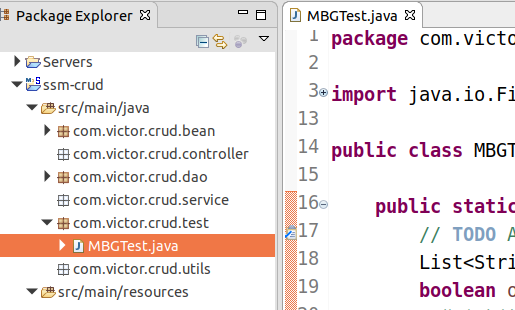 Package Explorer
Servers
ssm-crud
src/main/java
com.victor.crud.bean
com.victor.crud.controller
com.victor.crud.dao
com.victor.crud.service
com.victor.crud.test
MBGTest.java
com.victor.crud.utils
src/main/resources
MBGTest.java
1 package com.victo
2
3 import java.io.Fi
13
14 public class MBGT
15
16 public static
17 // TODO A
18 List<Stri
19 boolean o